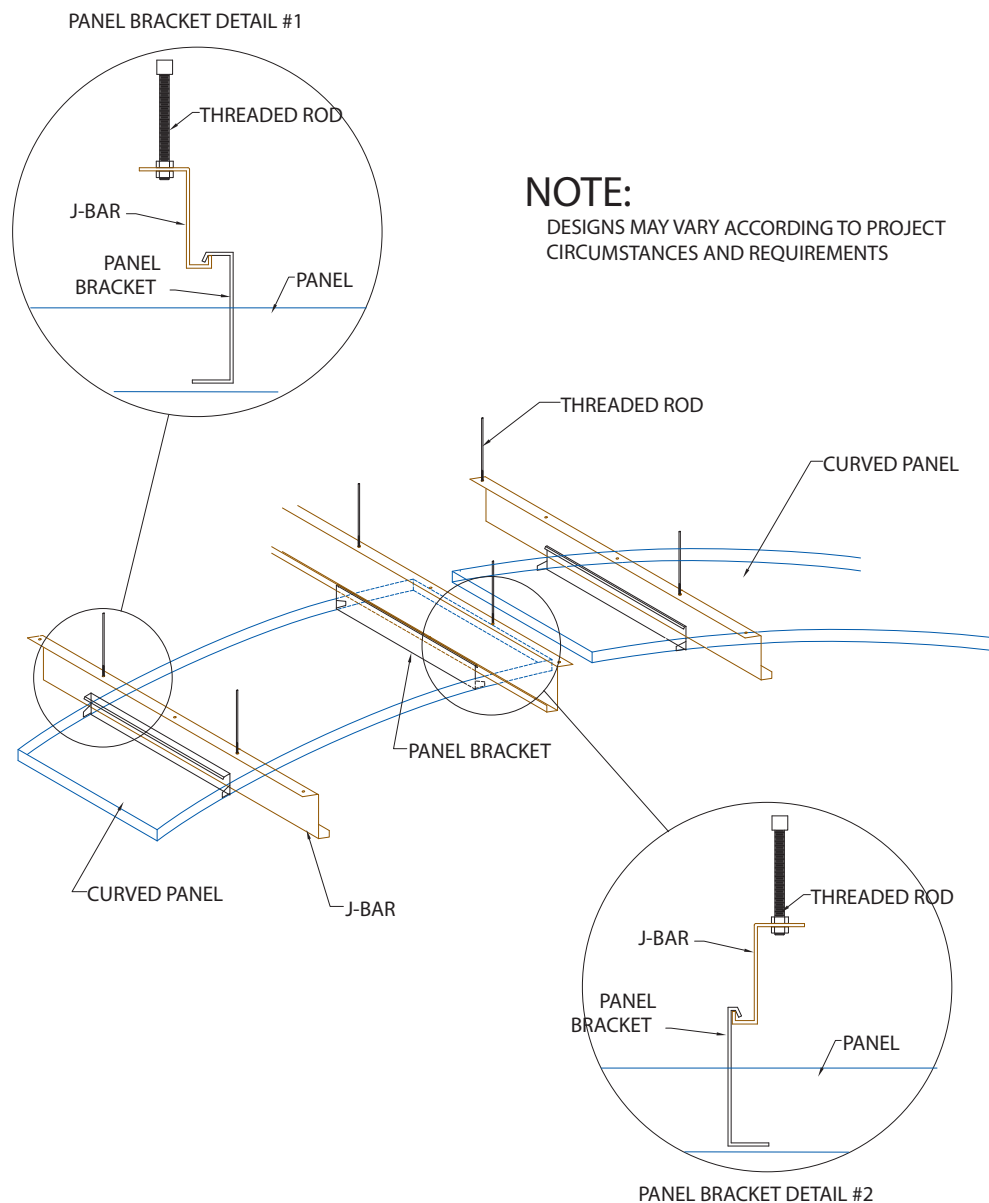 PANEL BRACKET DETAIL #1
THREADED ROD
J-BAR
PANEL
BRACKET
PANEL
NOTE:
DESIGNS MAY VARY ACCORDING TO PROJECT
CIRCUMSTANCES AND REQUIREMENTS
THREADED ROD
CURVED PANEL
PANEL BRACKET
CURVED PANEL
J-BAR
THREADED ROD
J-BAR
PANEL
BRACKET
PANEL
PANEL BRACKET DETAIL #2